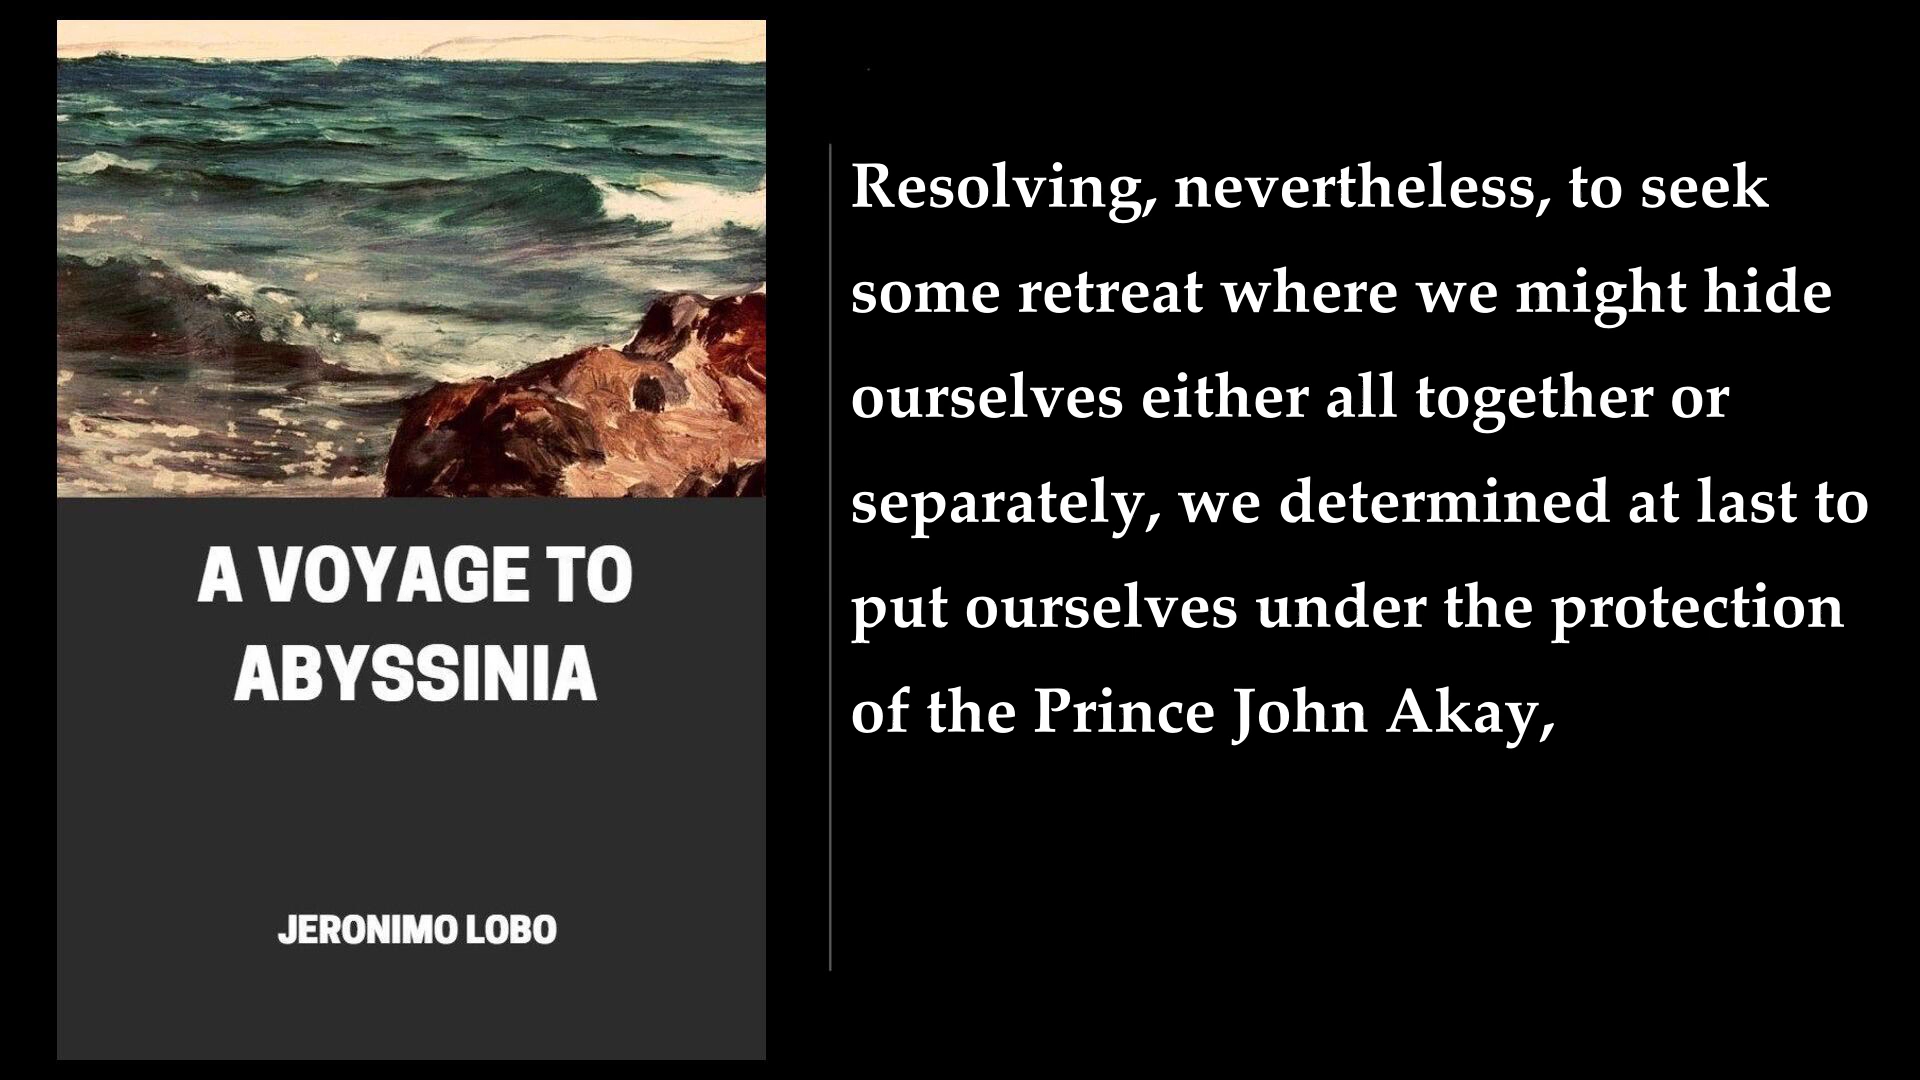 A VOYAGE TO
ABYSSINIA
JERONIMO LOBO
Resolving, nevertheless, to seek
some retreat where we might hide
ourselves either all together or
separately, we determined at last to
put ourselves under the protection
of the Prince John Akay,